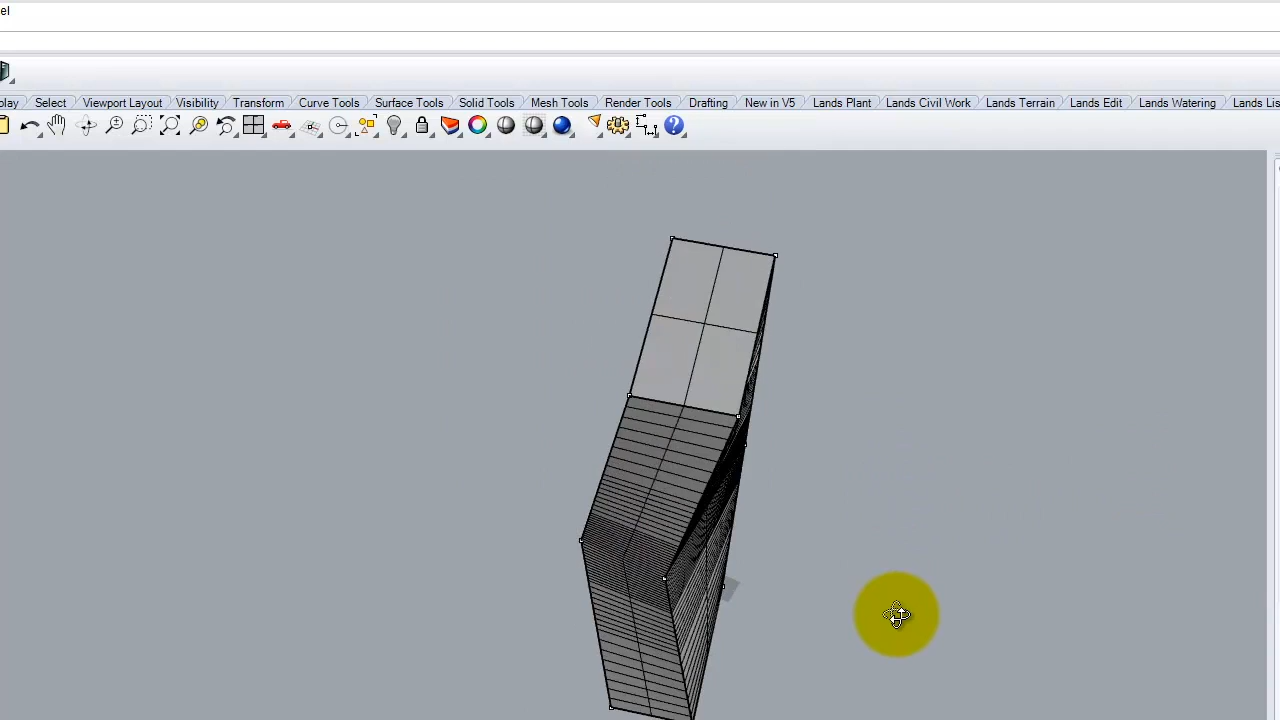 el
play Select Viewport Layout Visibility Transform Curve Tools Surface Tools Solid Tools Mesh Tools Render Tools Drafting New in V5 Lands Plant Lands Civil Work Lands Terrain Lands Edit Lands Watering Lands Lis
?